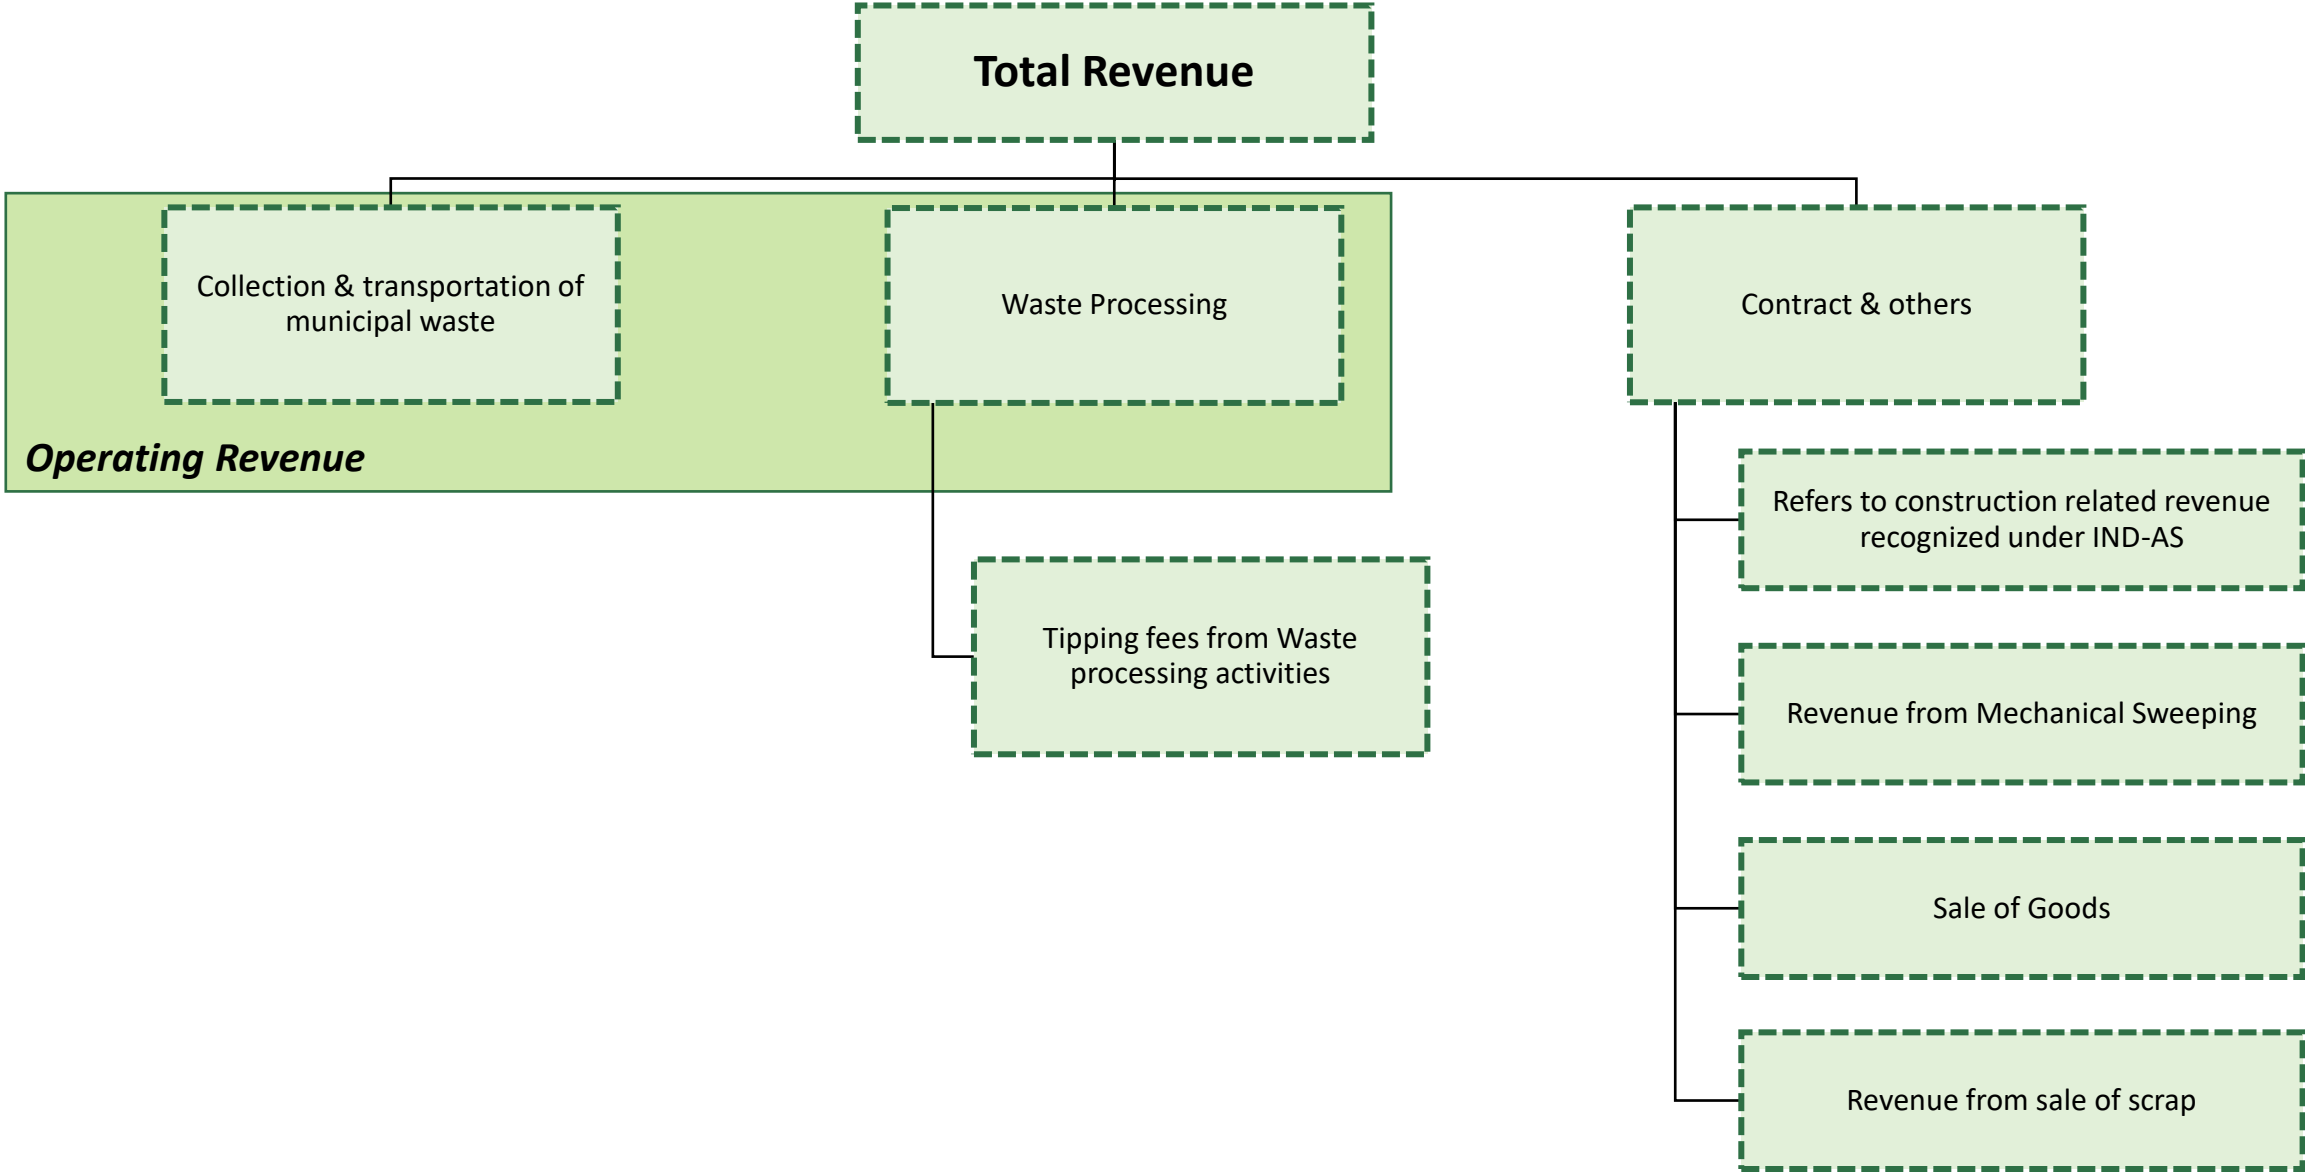 Total Revenue
Collection & transportation of
municipal waste
Waste Processing
Contract & others
Operating Revenue
Refers to construction related revenue
recognized under IND-AS
Tipping fees from Waste
processing activities
Revenue from Mechanical Sweeping
Sale of Goods
Revenue from sale of scrap